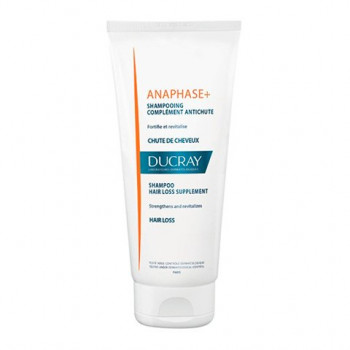 ANAPHASE+
SHAMPOOING
COMPLÉMENT ANTICHUTE
Fortifie et revitalise
CHUTE DE CHEVEUX
DUCRAY
SHAMPOO
HAIR LOSS SUPPLEMENT
Strengthens and revitalizes
HAIR LOSS